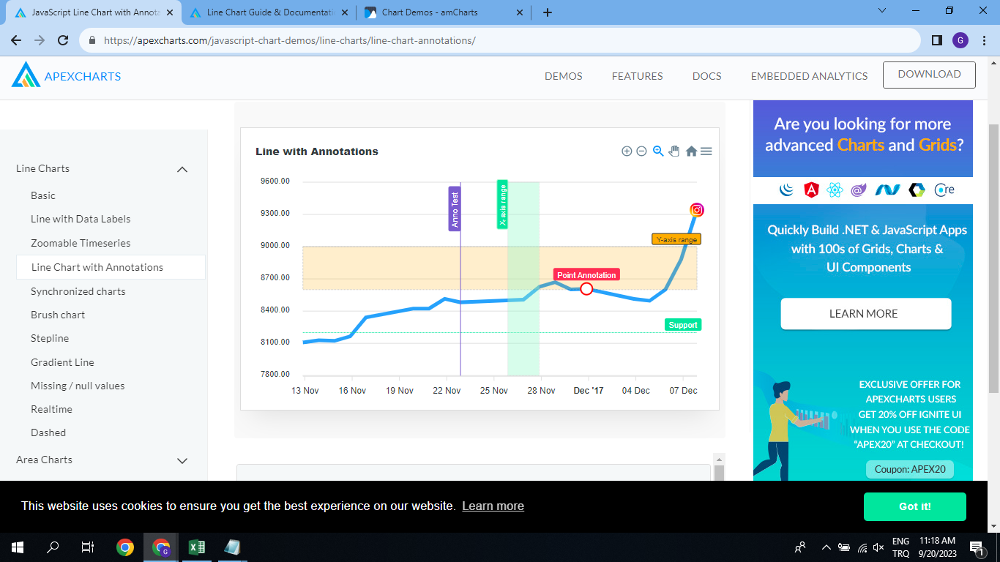 JavaScript Line Chart with Annota
Line Chart Guide & Documentati
Chart Demos - amCharts
https://apexcharts.com/javascript-chart-demos/line-charts/line-chart-annotations/
G
APEXCHARTS
DEMOS
FEATURES
DOCS
EMBEDDED ANALYTICS
DOWNLOAD
Line Charts
Basic
Line with Data Labels
Zoomable Timeseries
Line Chart with Annotations
Synchronized charts
Brush chart
Stepline
Gradient Line
Missing / null values
Realtime
Dashed
Area Charts
Line with Annotations
9600.00
9300.00
9000.00
8700.00
8400.00
8100.00
7800.00
Anno Test
X-axis range
Y-axis range
Point Annotation
Support
13 Nov
16 Nov
19 Nov
22 Nov
25 Nov
28 Nov
Dec '17
04 Dec
07 Dec
Are you looking for more
advanced Charts and Grids?
Core
Quickly Build .NET & JavaScript Apps
with 100s of Grids, Charts &
UI Components
LEARN MORE
EXCLUSIVE OFFER FOR
APEXCHARTS USERS
GET 20% OFF IGNITE UI
WHEN YOU USE THE CODE
“APEX20” AT CHECKOUT!
Coupon: APEX20
This website uses cookies to ensure you get the best experience on our website. Learn more
Got it!
G
ENG
TRQ
11:18 AM
9/20/2023
1